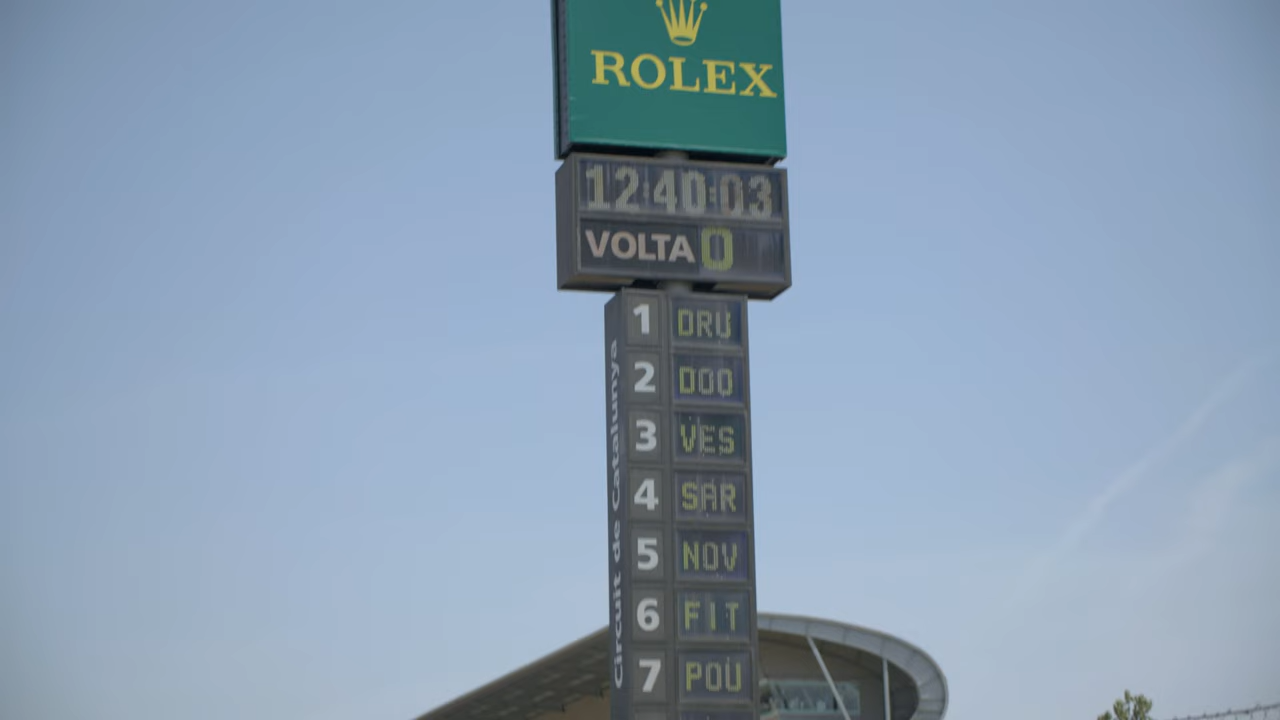 ROLEX
12:40:03
VOLTA 0
1 DRU
2 DOO
3 VES
4 SAR
5 NOV
6 FIT
7 POU
Circuit de Catalunya